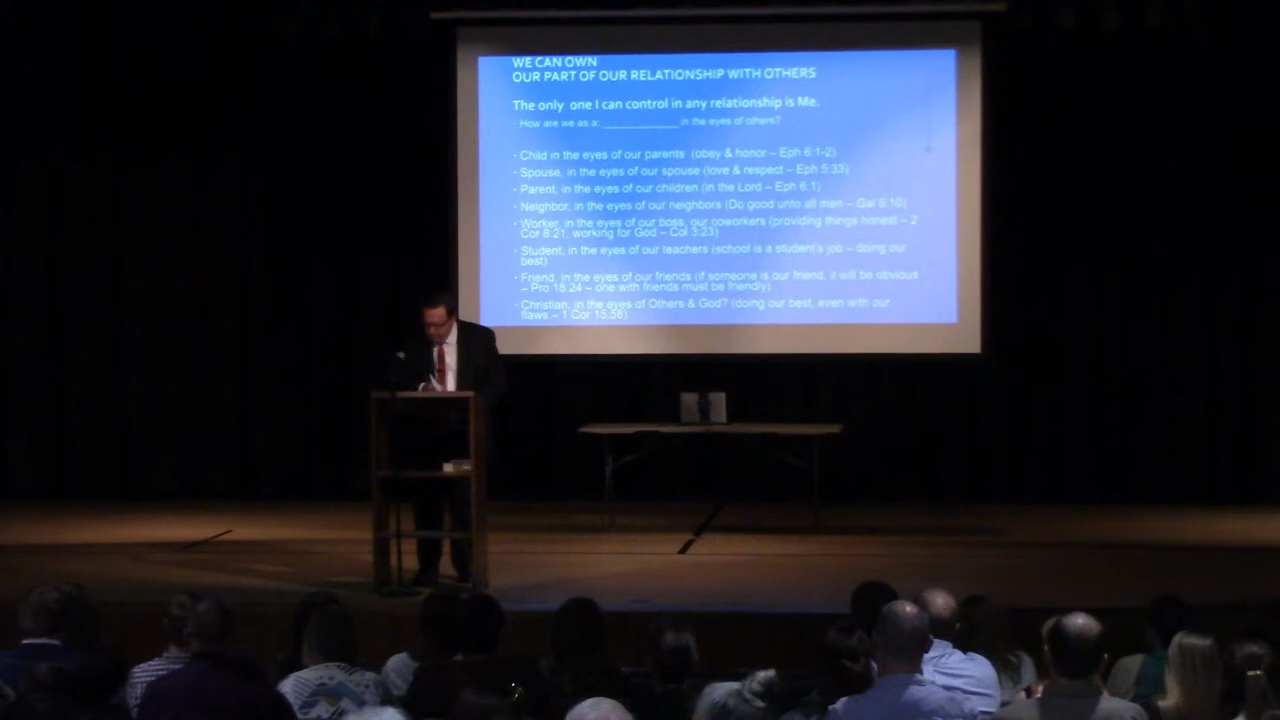 WE CAN OWN
OUR PART OF OUR RELATIONSHIP WITH OTHERS
The only one I can control in any relationship is Me.
· How are we as a: ______________ in the eyes of others?
· Child in the eyes of our parents (obey & honor – Eph 6:1-2)
· Spouse, in the eyes of our spouse (love & respect – Eph 5:33)
· Parent, in the eyes of our children (in the Lord – Eph 6:1)
· Neighbor, in the eyes of our neighbors (Do good unto all men – Gal 6:10)
· Worker, in the eyes of our boss, our coworkers (providing things honest – 2
Cor 8:21, working for God – Col 3:23)
· Student, in the eyes of our teachers (school is a student's job – doing our
best)
· Friend, in the eyes of our friends (if someone is our friend, it will be obvious
– Pro 18:24 – one with friends must be friendly)
· Christian, in the eyes of Others & God? (doing our best, even with our
flaws – 1 Cor 15:58)